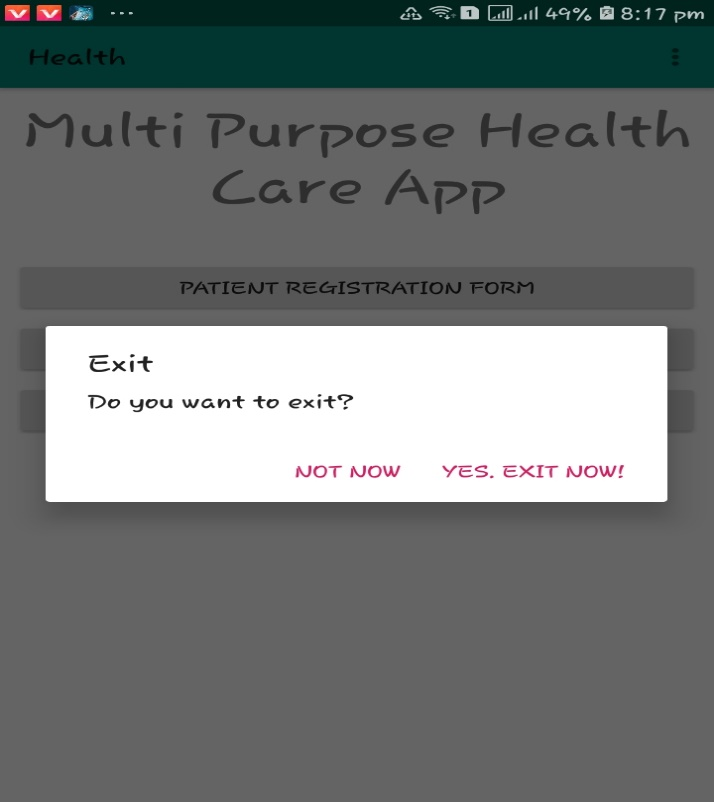 49% 8:17 pm
Health
Multi Purpose Health
Care App
PATIENT REGISTRATION FORM
Exit
Do you want to exit?
NOT NOW YES. EXIT NOW!